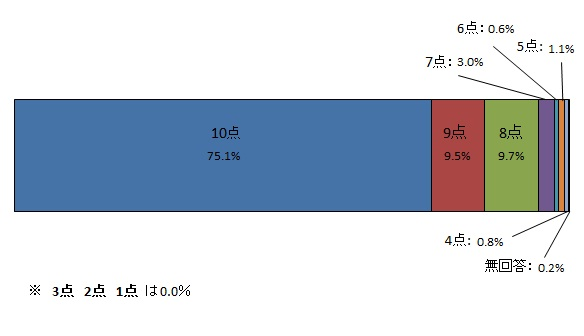 6点：0.6%
5点：1.1%
7点：3.0%
10点
75.1%
9点
9.5%
8点
9.7%
4点：0.8%
無回答：0.2%
※ 3点 2点 1点 は0.0%